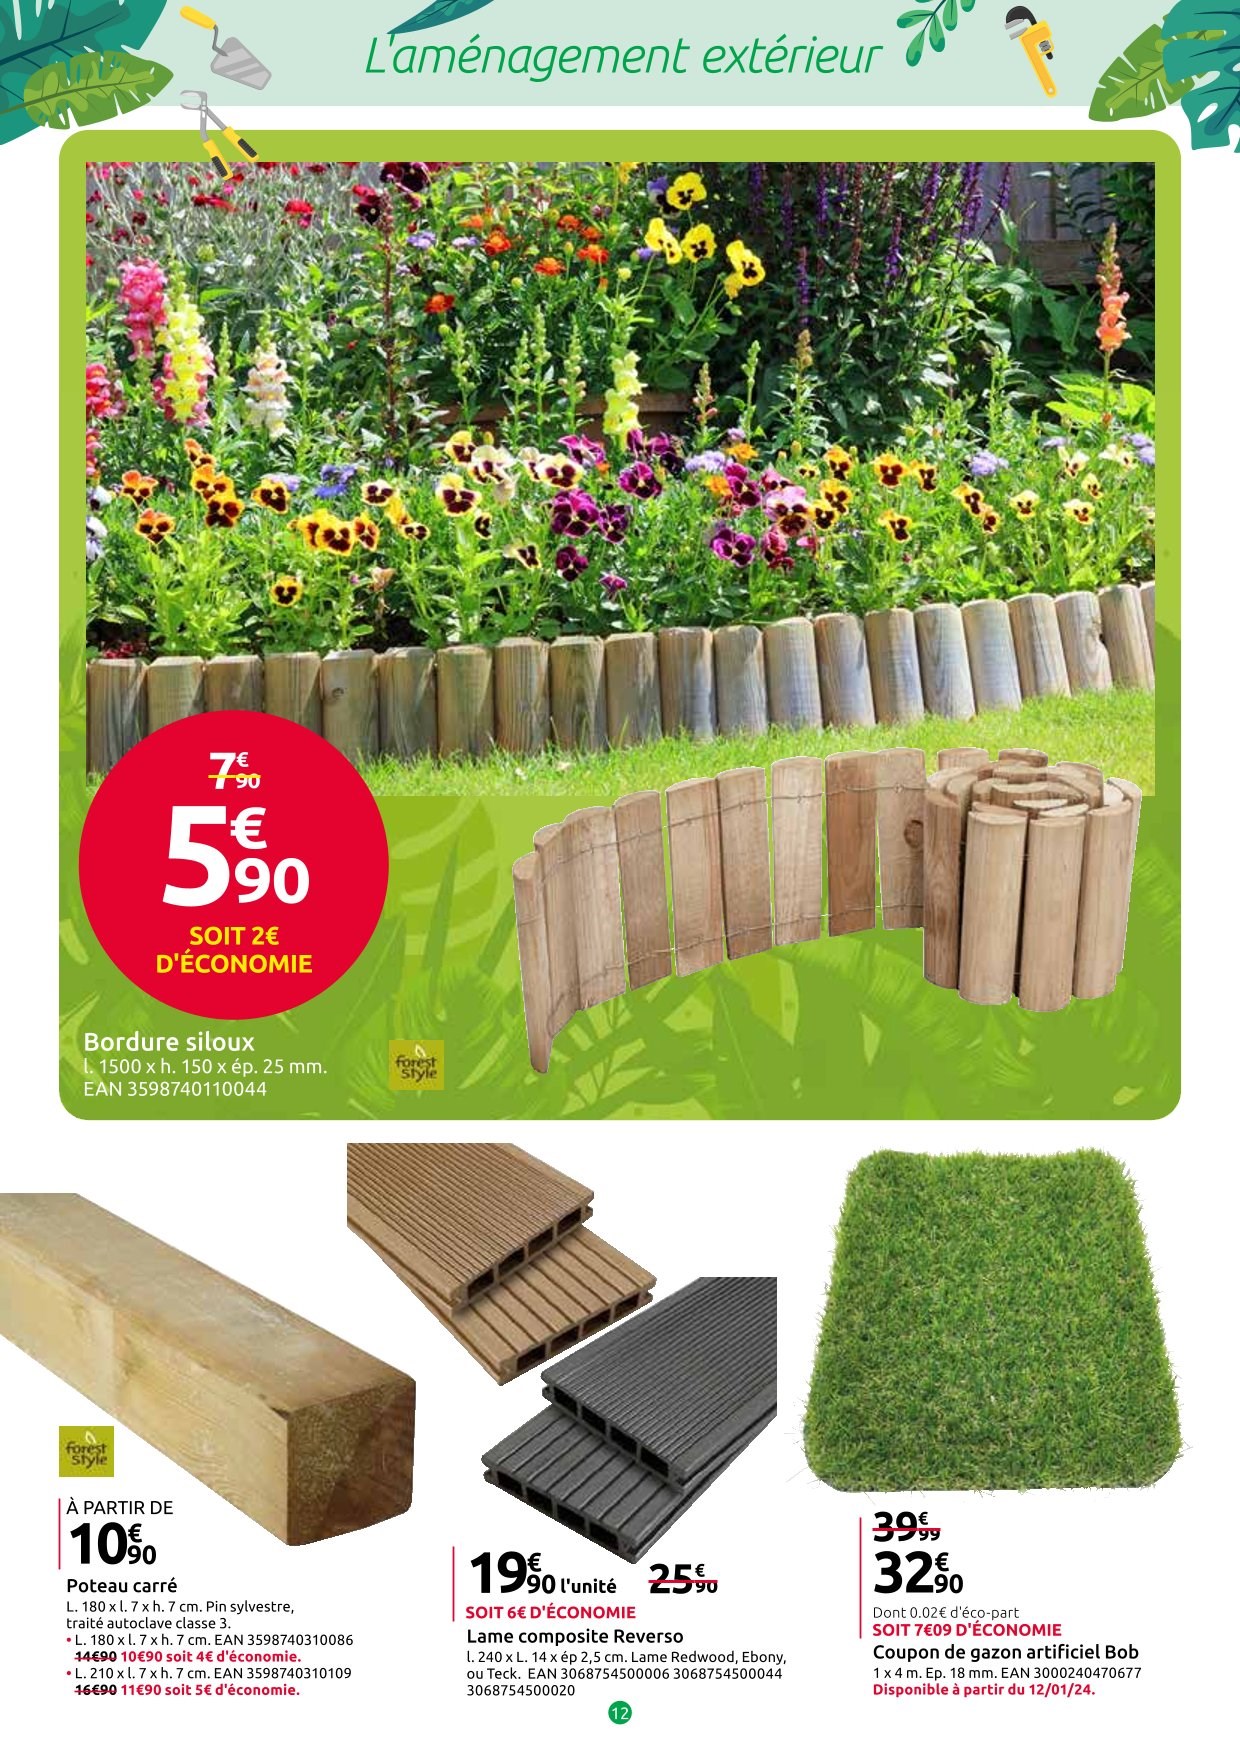 L'aménagement extérieur
7€90
5€90
SOIT 2€
D'ÉCONOMIE
Bordure siloux
l. 1500 x h. 150 x ép. 25 mm.
EAN 3598740110044
forest
style
forest
style
À PARTIR DE
10€90
Poteau carré
L. 180 x l. 7 x h. 7 cm. Pin sylvestre,
traité autoclave classe 3.
• L. 180 x l. 7 x h. 7 cm. EAN 3598740310086
14€90 10€90 soit 4€ d'économie.
• L. 210 x l. 7 x h. 7 cm. EAN 3598740310109
16€90 11€90 soit 5€ d'économie.
19€90 l'unité 25€90
SOIT 6€ D'ÉCONOMIE
Lame composite Reverso
l. 240 x L. 14 x ép 2,5 cm. Lame Redwood, Ebony,
ou Teck. EAN 3068754500006 3068754500044
3068754500020
39€99
32€90
Dont 0.02€ d'éco-part
SOIT 7€09 D'ÉCONOMIE
Coupon de gazon artificiel Bob
1 x 4 m. Ep. 18 mm. EAN 3000240470677
Disponible à partir du 12/01/24.
12